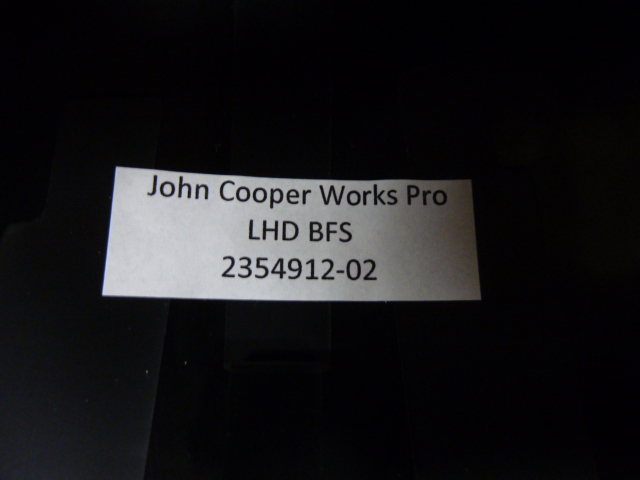 John Cooper Works Pro
LHD BFS
2354912-02